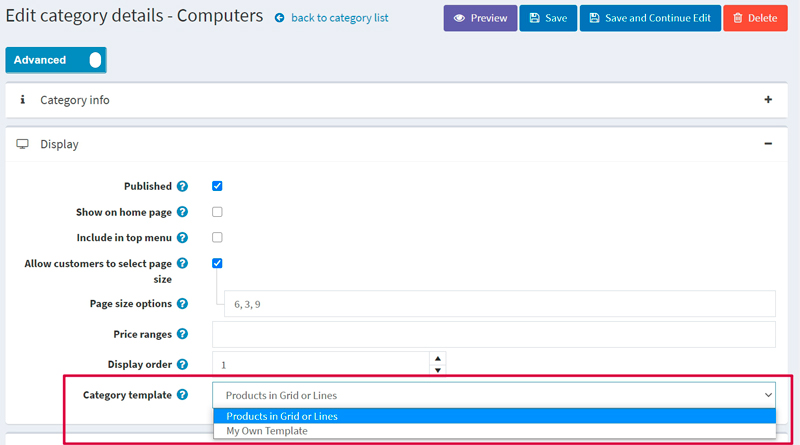 Edit category details - Computers back to category list Preview Save Save and Continue Edit Delete
Advanced
Category info
Display
Published
Show on home page
Include in top menu
Allow customers to select page
size
Page size options 6, 3, 9
Price ranges
Display order 1
Category template Products in Grid or Lines
Products in Grid or Lines
My Own Template